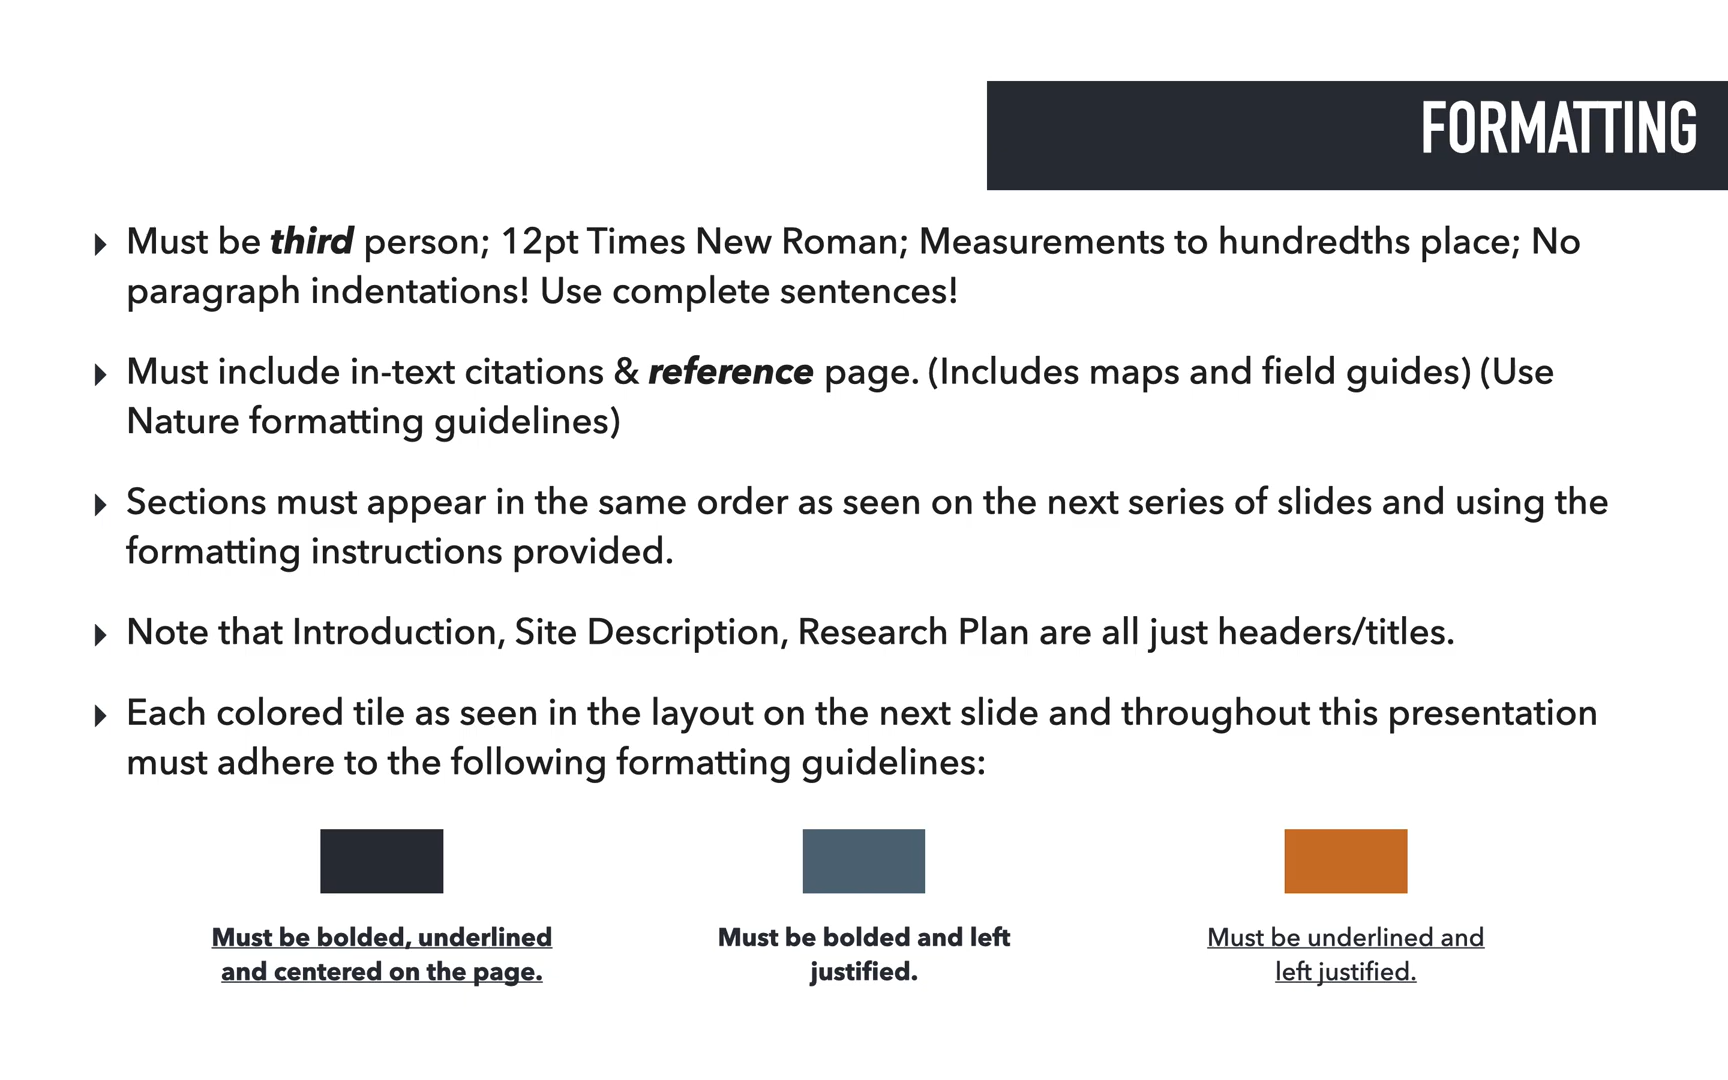 FORMATTING
Must be third person; 12pt Times New Roman; Measurements to hundredths place; No
paragraph indentations! Use complete sentences!
Must include in-text citations & reference page. (Includes maps and field guides) (Use
Nature formatting guidelines)
Sections must appear in the same order as seen on the next series of slides and using the
formatting instructions provided.
Note that Introduction, Site Description, Research Plan are all just headers/titles.
Each colored tile as seen in the layout on the next slide and throughout this presentation
must adhere to the following formatting guidelines:
Must be bolded, underlined
and centered on the page.
Must be bolded and left
justified.
Must be underlined and
left justified.